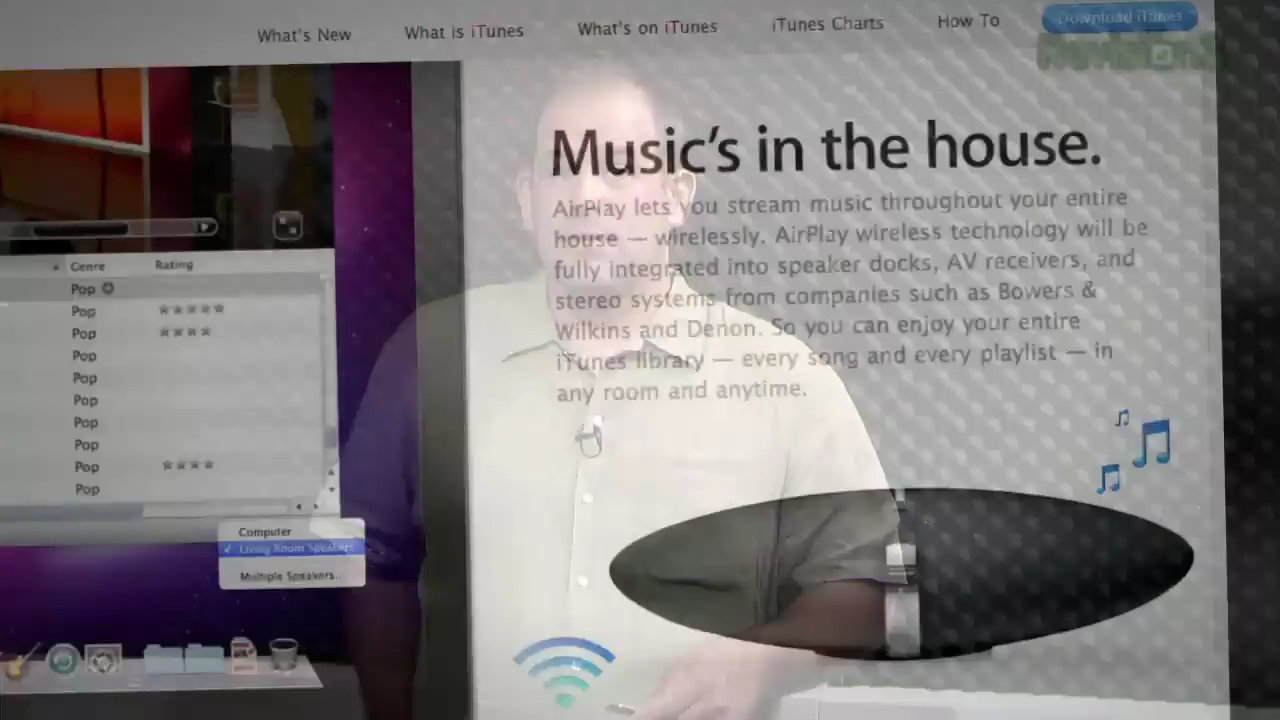 What's New What is iTunes What's on iTunes iTunes Charts How To Download iTunes
Music's in the house.
AirPlay lets you stream music throughout your entire
house — wirelessly. AirPlay wireless technology will be
fully integrated into speaker docks, AV receivers, and
stereo systems from companies such as Bowers &
Wilkins and Denon. So you can enjoy your entire
iTunes library — every song and every playlist — in
any room and anytime.
Genre Rating
Pop
Pop
Pop
Pop
Pop
Pop
Pop
Pop
Pop
Pop
Computer
Living Room Speakers
Multiple Speakers...